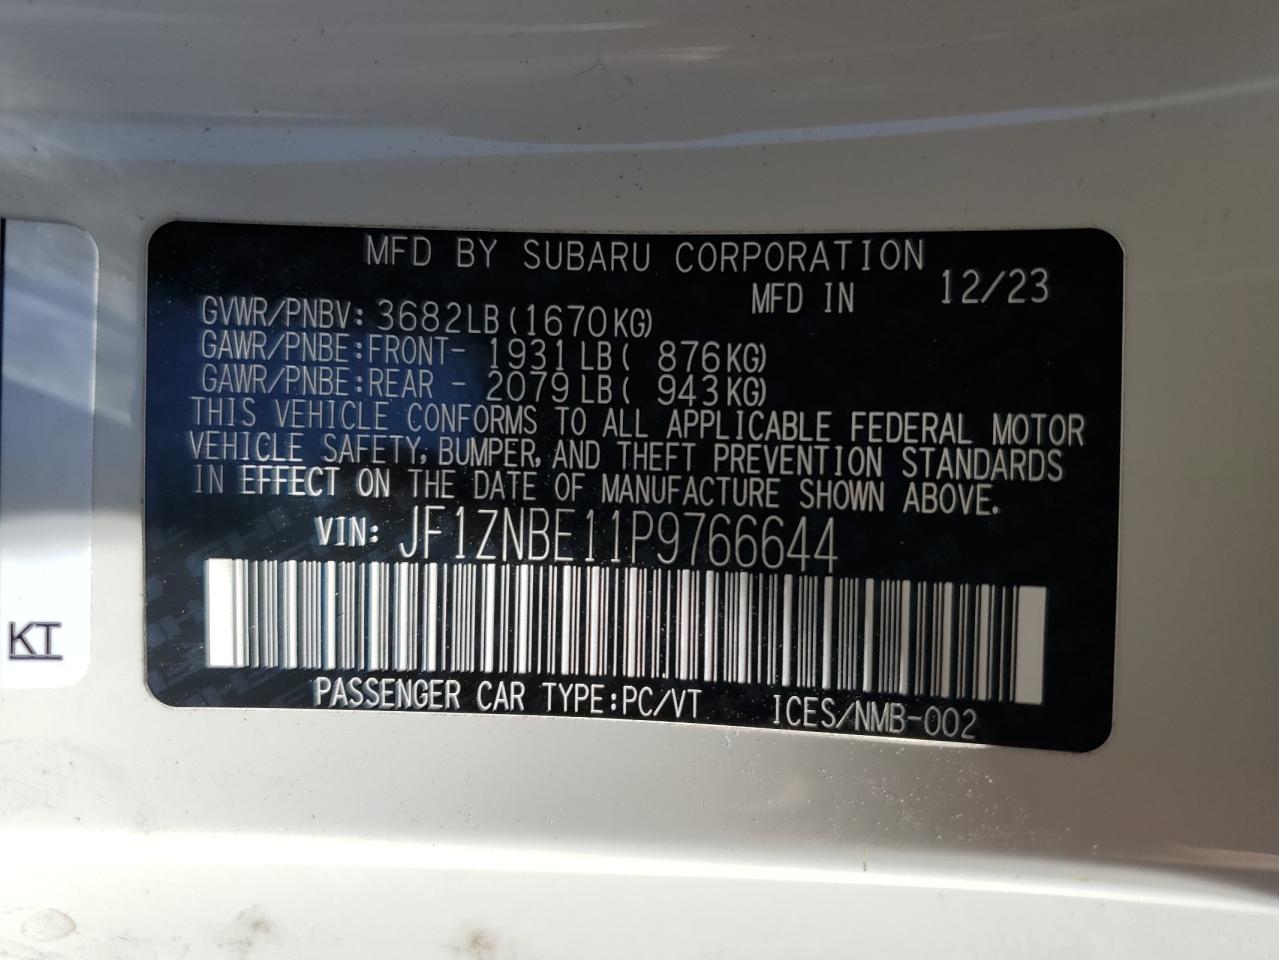 MFD BY SUBARU CORPORATION
MFD IN 12/23
GVWR/PNBV: 3682LB(1670KG)
GAWR/PNBE:FRONT- 1931LB( 876KG)
GAWR/PNBE:REAR - 2079LB( 943KG)
THIS VEHICLE CONFORMS TO ALL APPLICABLE FEDERAL MOTOR
VEHICLE SAFETY, BUMPER, AND THEFT PREVENTION STANDARDS
IN EFFECT ON THE DATE OF MANUFACTURE SHOWN ABOVE.
VIN: JF1ZNBE11P9766644
PASSENGER CAR TYPE:PC/VT ICES/NMB-002
KT